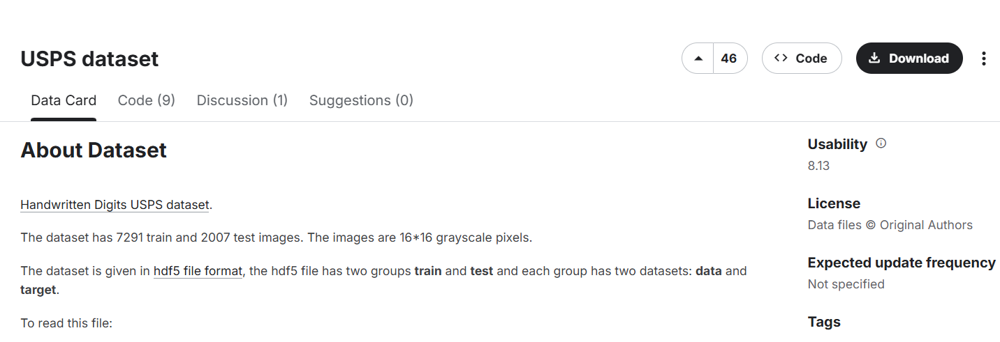 USPS dataset
46
Code
Download
Data Card
Code (9)
Discussion (1)
Suggestions (0)
About Dataset
Handwritten Digits USPS dataset.
The dataset has 7291 train and 2007 test images. The images are 16*16 grayscale pixels.
The dataset is given in hdf5 file format, the hdf5 file has two groups train and test and each group has two datasets: data and
target.
To read this file:
Usability
8.13
License
Data files © Original Authors
Expected update frequency
Not specified
Tags